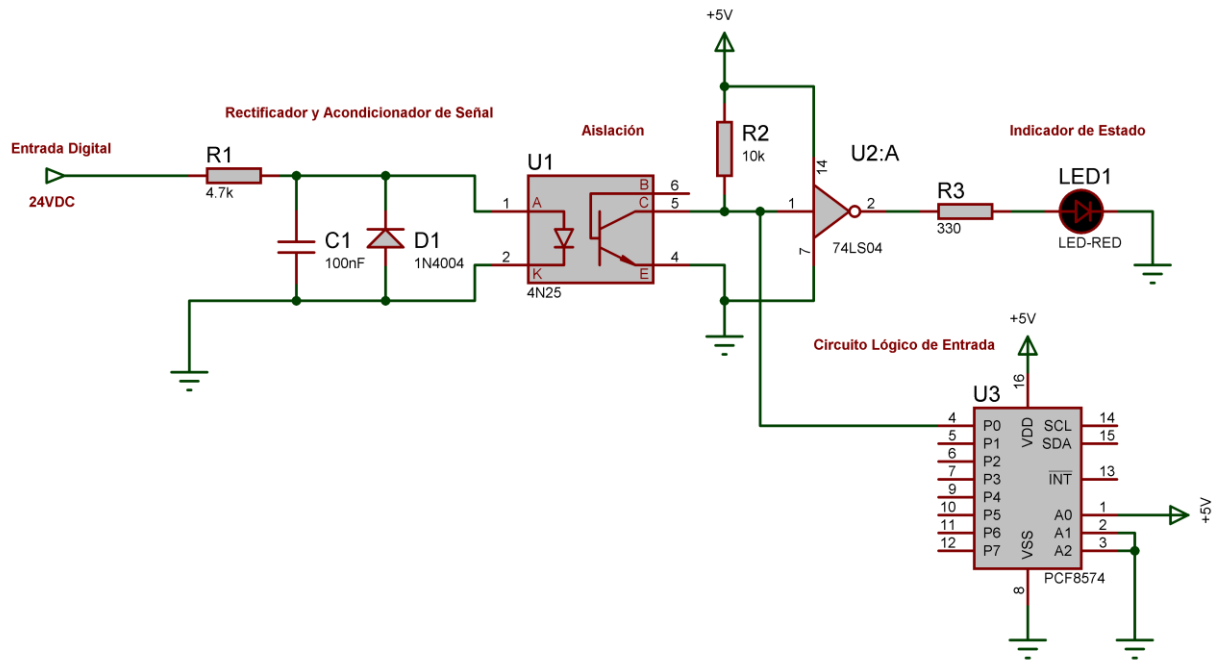 +5V
Rectificador y Acondicionador de Señal
Aislación
Indicador de Estado
Entrada Digital
24VDC
R1
4.7k
C1
100nF
D1
1N4004
U1
1
A
2
K
B
6
C
5
E
4
4N25
R2
10k
U2:A
14
1
2
7
74LS04
R3
330
LED1
LED-RED
Circuito Lógico de Entrada
+5V
U3
16
4 P0 VDD SCL 14
5 P1 SDA 15
6 P2
7 P3 INT 13
9 P4
10 P5 A0 1
11 P6 A1 2
12 P7 VSS A2 3
+5V
8
PCF8574